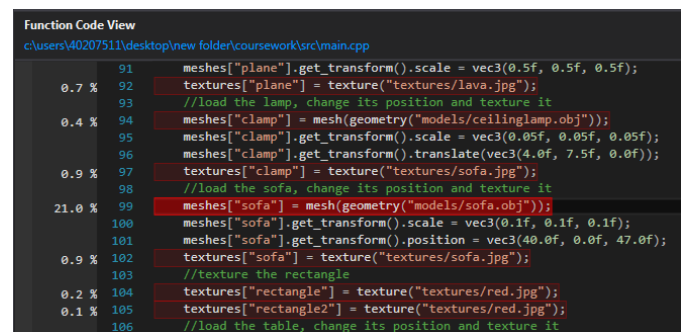 Function Code View
c:\users\40207511\desktop\new folder\coursework\src\main.cpp
91 meshes["plane"].get_transform().scale = vec3(0.5f, 0.5f, 0.5f);
0.7 % 92 textures["plane"] = texture("textures/lava.jpg");
93 //load the lamp, change its position and texture it
0.4 % 94 meshes["clamp"] = mesh(geometry("models/ceilinglamp.obj"));
95 meshes["clamp"].get_transform().scale = vec3(0.05f, 0.05f, 0.05f);
96 meshes["clamp"].get_transform().translate(vec3(4.0f, 7.5f, 0.0f));
0.9 % 97 textures["clamp"] = texture("textures/sofa.jpg");
98 //load the sofa, change its position and texture it
21.0 % 99 meshes["sofa"] = mesh(geometry("models/sofa.obj"));
100 meshes["sofa"].get_transform().scale = vec3(0.1f, 0.1f, 0.1f);
101 meshes["sofa"].get_transform().position = vec3(40.0f, 0.0f, 47.0f);
0.9 % 102 textures["sofa"] = texture("textures/sofa.jpg");
103 //texture the rectangle
0.2 % 104 textures["rectangle"] = texture("textures/red.jpg");
0.1 % 105 textures["rectangle2"] = texture("textures/red.jpg");
106 //load the table, change its position and texture it